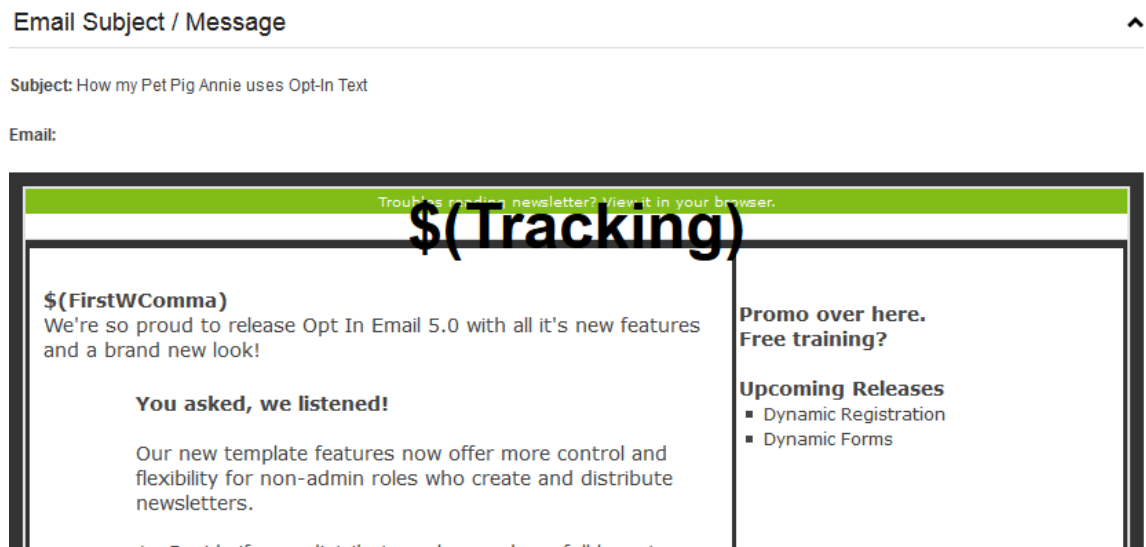 Email Subject / Message
Subject: How my Pet Pig Annie uses Opt-In Text
Email:
Troubles reading newsletter? View it in your browser.
$(Tracking)
$(FirstWComma)
We're so proud to release Opt In Email 5.0 with all it's new features
and a brand new look!
You asked, we listened!
Our new template features now offer more control and
flexibility for non-admin roles who create and distribute
newsletters.
Promo over here.
Free training?
Upcoming Releases
▪ Dynamic Registration
▪ Dynamic Forms